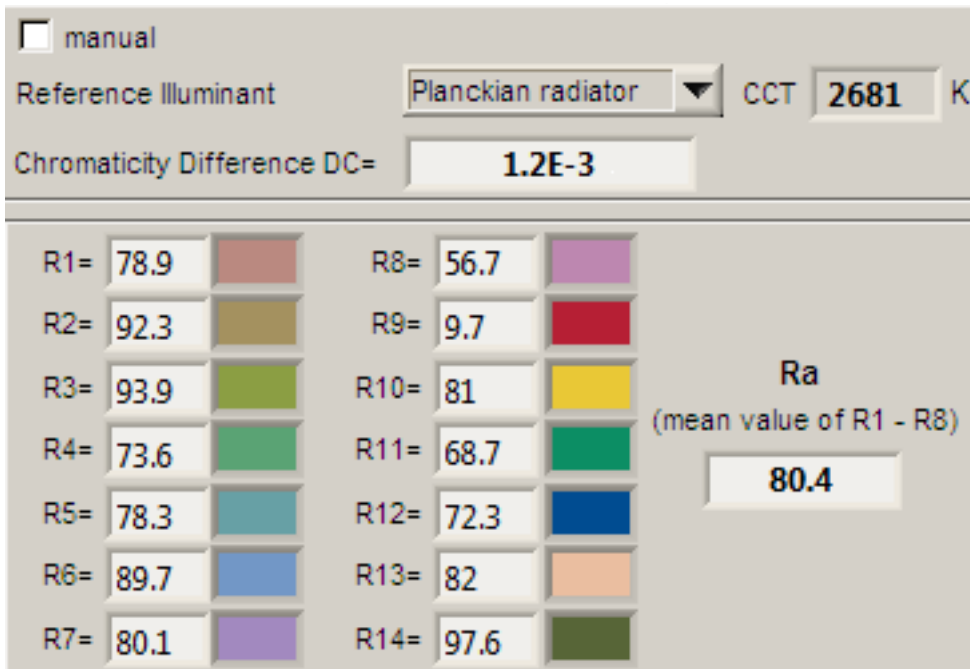 manual
Reference Illuminant Planckian radiator CCT 2681 K
Chromaticity Difference DC= 1.2E-3
R1= 78.9 R8= 56.7
R2= 92.3 R9= 9.7
R3= 93.9 R10= 81
Ra
(mean value of R1 - R8)
R4= 73.6 R11= 68.7
80.4
R5= 78.3 R12= 72.3
R6= 89.7 R13= 82
R7= 80.1 R14= 97.6